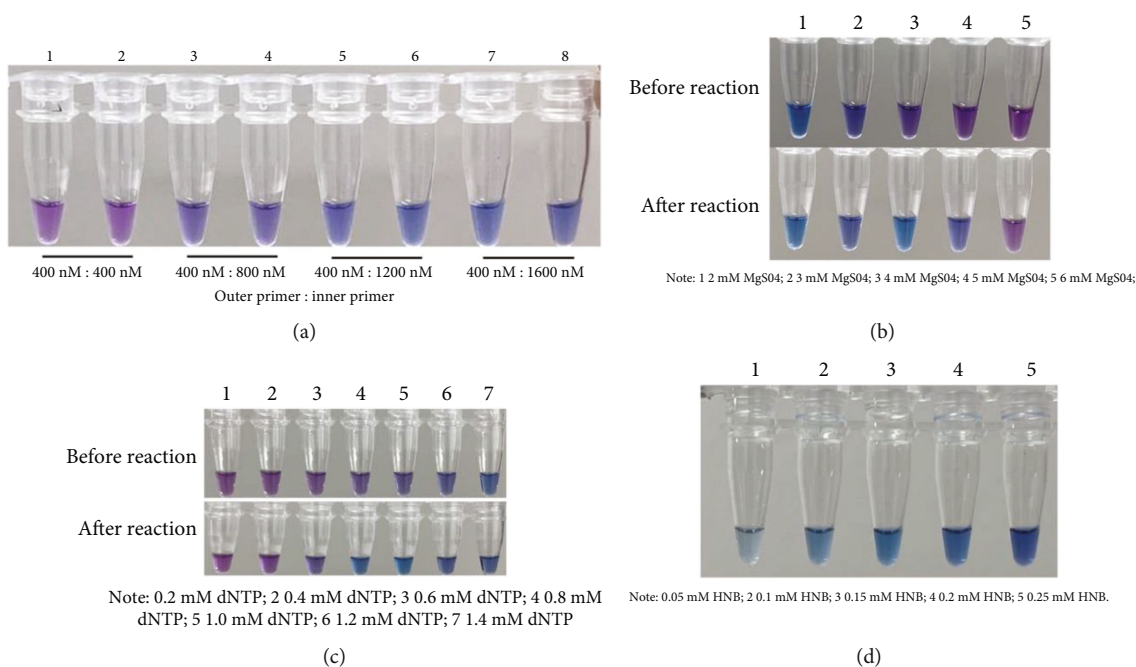 1 2 3 4 5 6 7 8
400 nM : 400 nM 400 nM : 800 nM 400 nM : 1200 nM 400 nM : 1600 nM
Outer primer : inner primer
(a)
1 2 3 4 5
Before reaction
After reaction
Note: 1 2 mM MgS04; 2 3 mM MgS04; 3 4 mM MgS04; 4 5 mM MgS04; 5 6 mM MgS04;
(b)
1 2 3 4 5 6 7
Before reaction
After reaction
Note: 0.2 mM dNTP; 2 0.4 mM dNTP; 3 0.6 mM dNTP; 4 0.8 mM
dNTP; 5 1.0 mM dNTP; 6 1.2 mM dNTP; 7 1.4 mM dNTP
(c)
1 2 3 4 5
Note: 0.05 mM HNB; 2 0.1 mM HNB; 3 0.15 mM HNB; 4 0.2 mM HNB; 5 0.25 mM HNB.
(d)